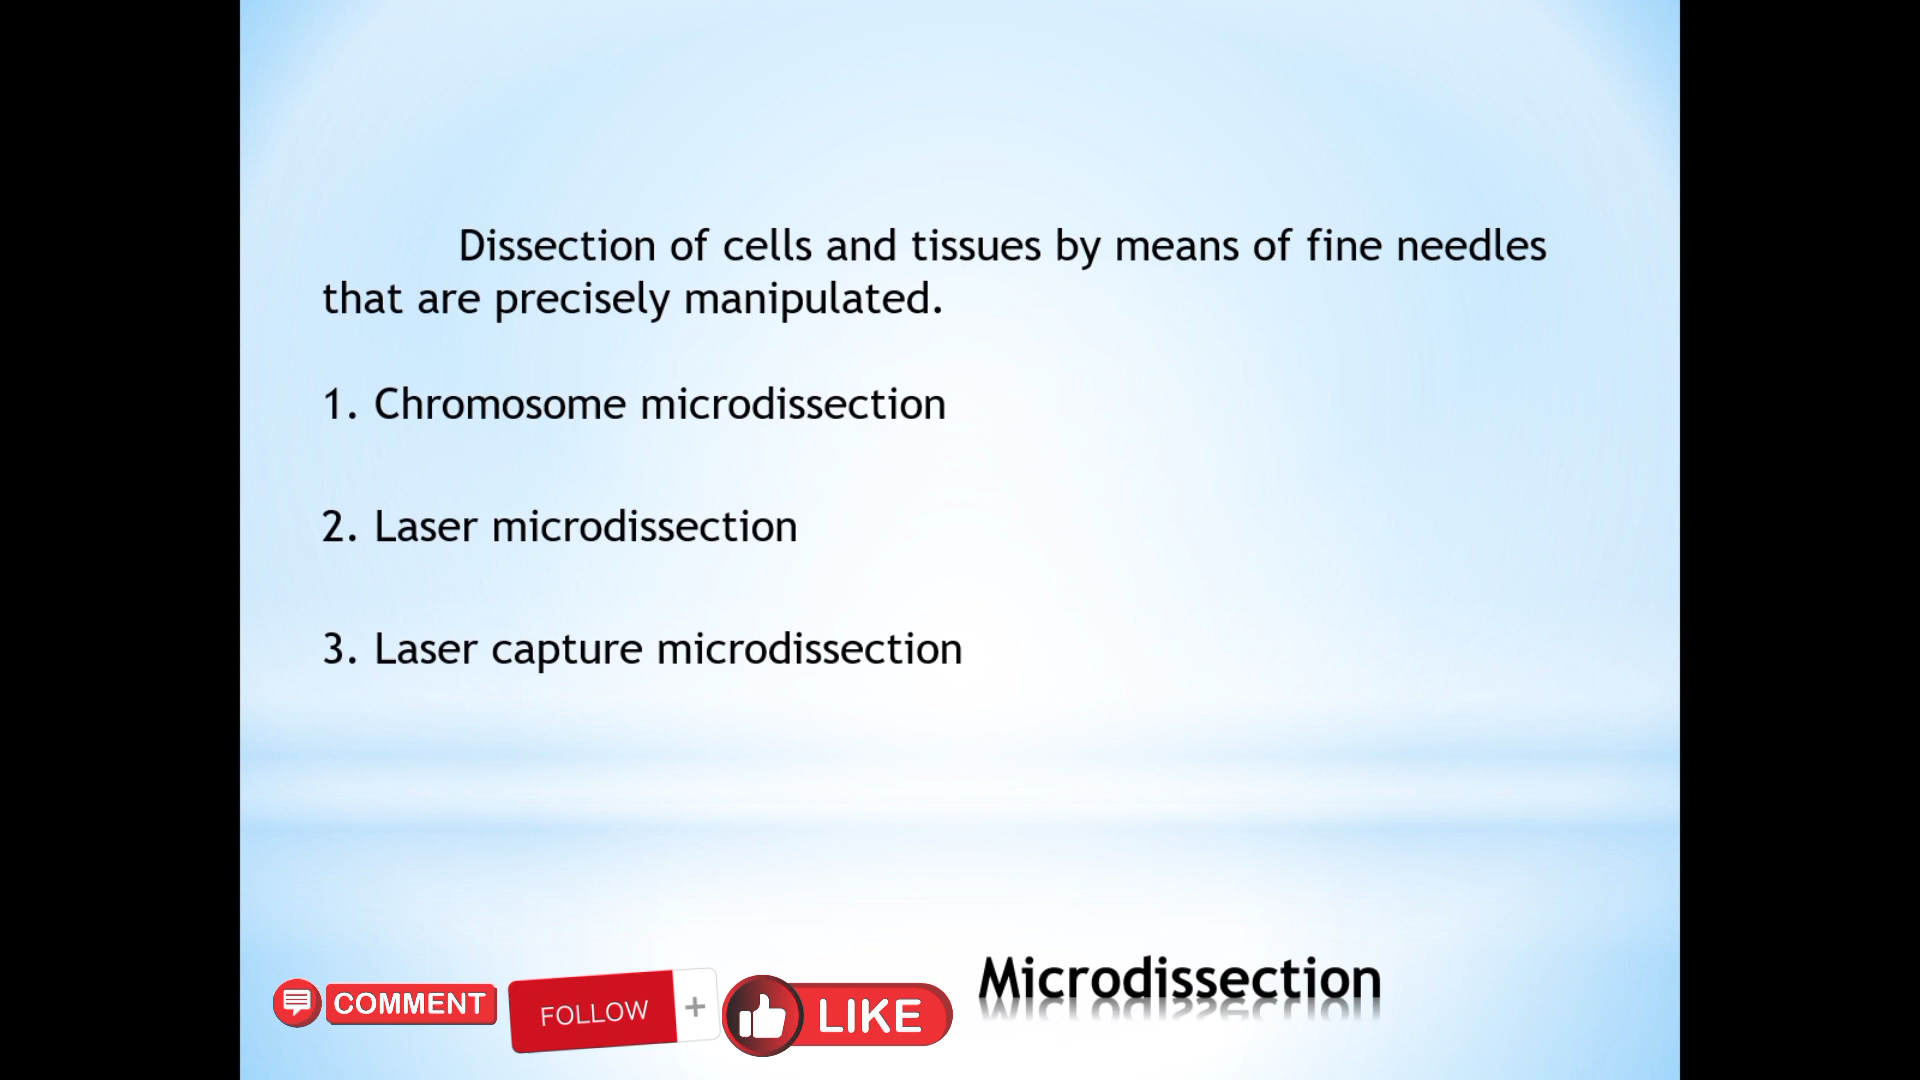 Dissection of cells and tissues by means of fine needles
that are precisely manipulated.
1. Chromosome microdissection
2. Laser microdissection
3. Laser capture microdissection
Microdissection
COMMENT
FOLLOW +
LIKE